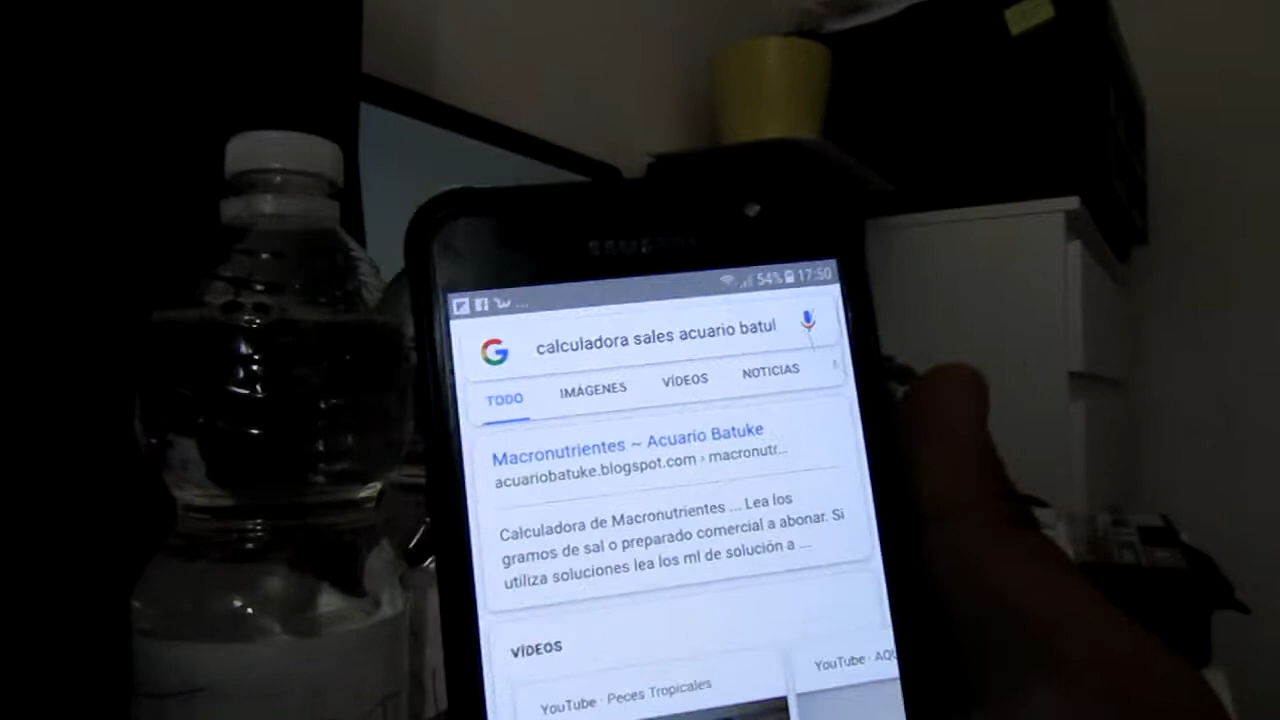 SAMSUNG
54% 17:50
calculadora sales acuario batul
TODO IMÁGENES VÍDEOS NOTICIAS
Macronutrientes ~ Acuario Batuke
acuariobatuke.blogspot.com › macronutr...
Calculadora de Macronutrientes ... Lea los
gramos de sal o preparado comercial a abonar. Si
utiliza soluciones lea los ml de solución a ...
VÍDEOS
YouTube · Peces Tropicales
YouTube · AQU